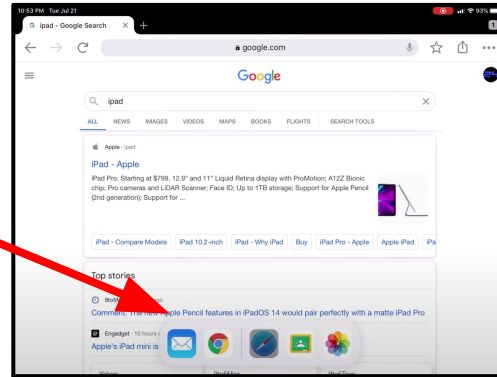 10:53 PM Tue Jul 21
93%
G ipad - Google Search × +
1
google.com
Google
ipad
ALL NEWS IMAGES VIDEOS MAPS BOOKS FLIGHTS SEARCH TOOLS
Apple › ipad
iPad - Apple
iPad Pro. Starting at $799. 12.9" and 11" Liquid Retina display with ProMotion; A12Z Bionic
chip; Pro cameras and LiDAR Scanner; Face ID; Up to 1TB storage; Support for Apple Pencil
(2nd generation); Support for ...
iPad - Compare Models iPad 10.2-inch iPad - Why iPad Buy iPad Pro - Apple Apple iPad iPa
Top stories
Comment: The new Apple Pencil features in iPadOS 14 would pair perfectly with a matte iPad Pro
Engadget · 10 hours
Apple's iPad mini is
Yahoo 9to5Mac 9to5Toys